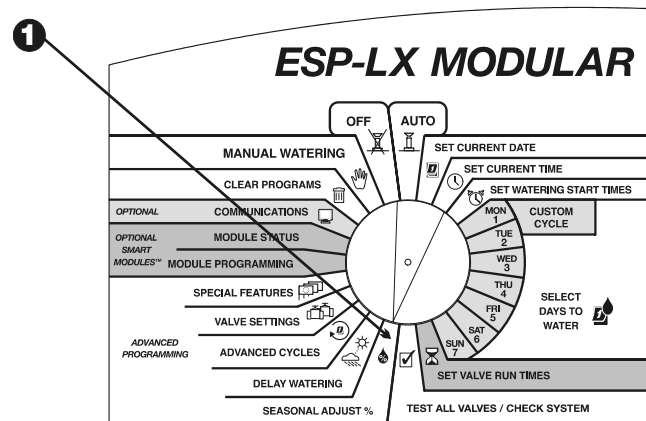 1
ESP-LX MODULAR
OFF
AUTO
MANUAL WATERING
SET CURRENT DATE
CLEAR PROGRAMS
SET CURRENT TIME
OPTIONAL
COMMUNICATIONS
SET WATERING START TIMES
OPTIONAL
SMART
MODULES™
MODULE STATUS
MODULE PROGRAMMING
MON
1
CUSTOM
CYCLE
TUE
2
WED
3
THU
4
FRI
5
SAT
6
SUN
7
SELECT
DAYS TO
WATER
SPECIAL FEATURES
VALVE SETTINGS
ADVANCED
PROGRAMMING
ADVANCED CYCLES
DELAY WATERING
SEASONAL ADJUST %
%
SET VALVE RUN TIMES
TEST ALL VALVES / CHECK SYSTEM